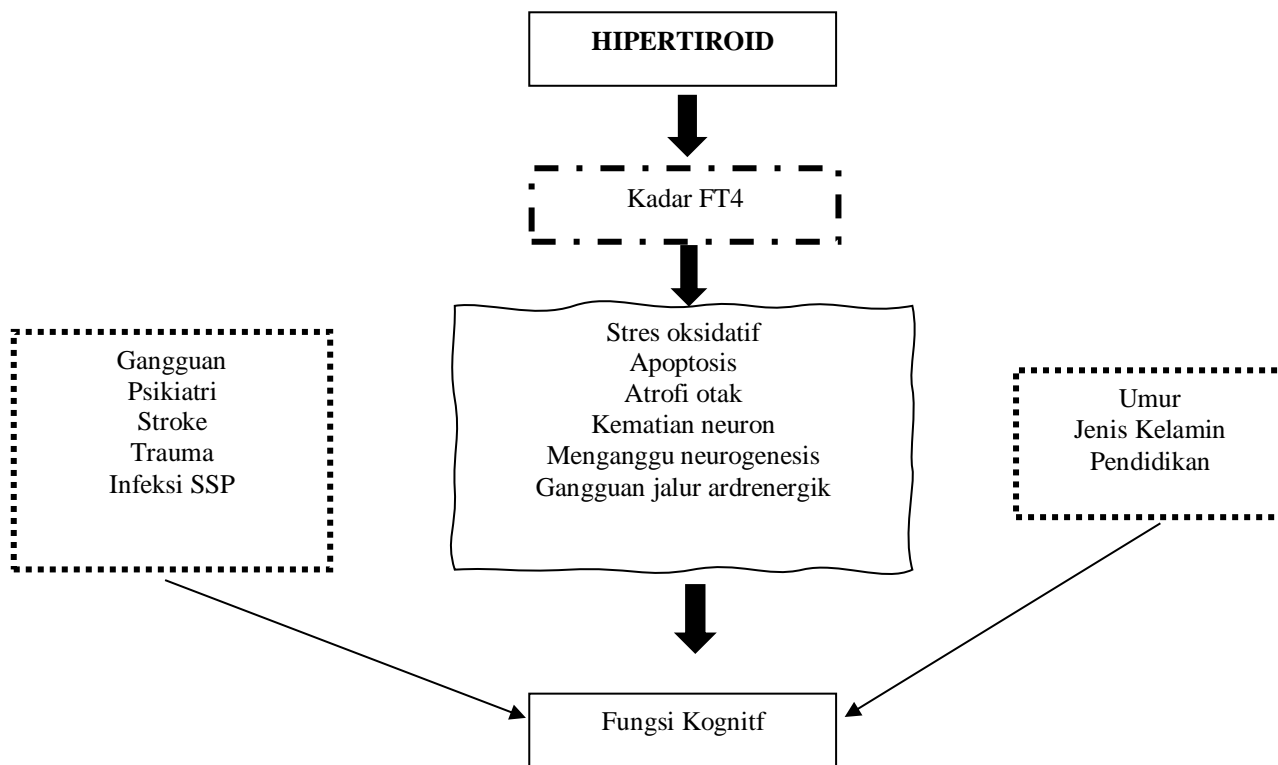 HIPERTIROID
Kadar FT4
Stres oksidatif
Apoptosis
Atrofi otak
Kematian neuron
Menganggu neurogenesis
Gangguan jalur ardrenergik
Gangguan
Psikiatri
Stroke
Trauma
Infeksi SSP
Umur
Jenis Kelamin
Pendidikan
Fungsi Kognitf